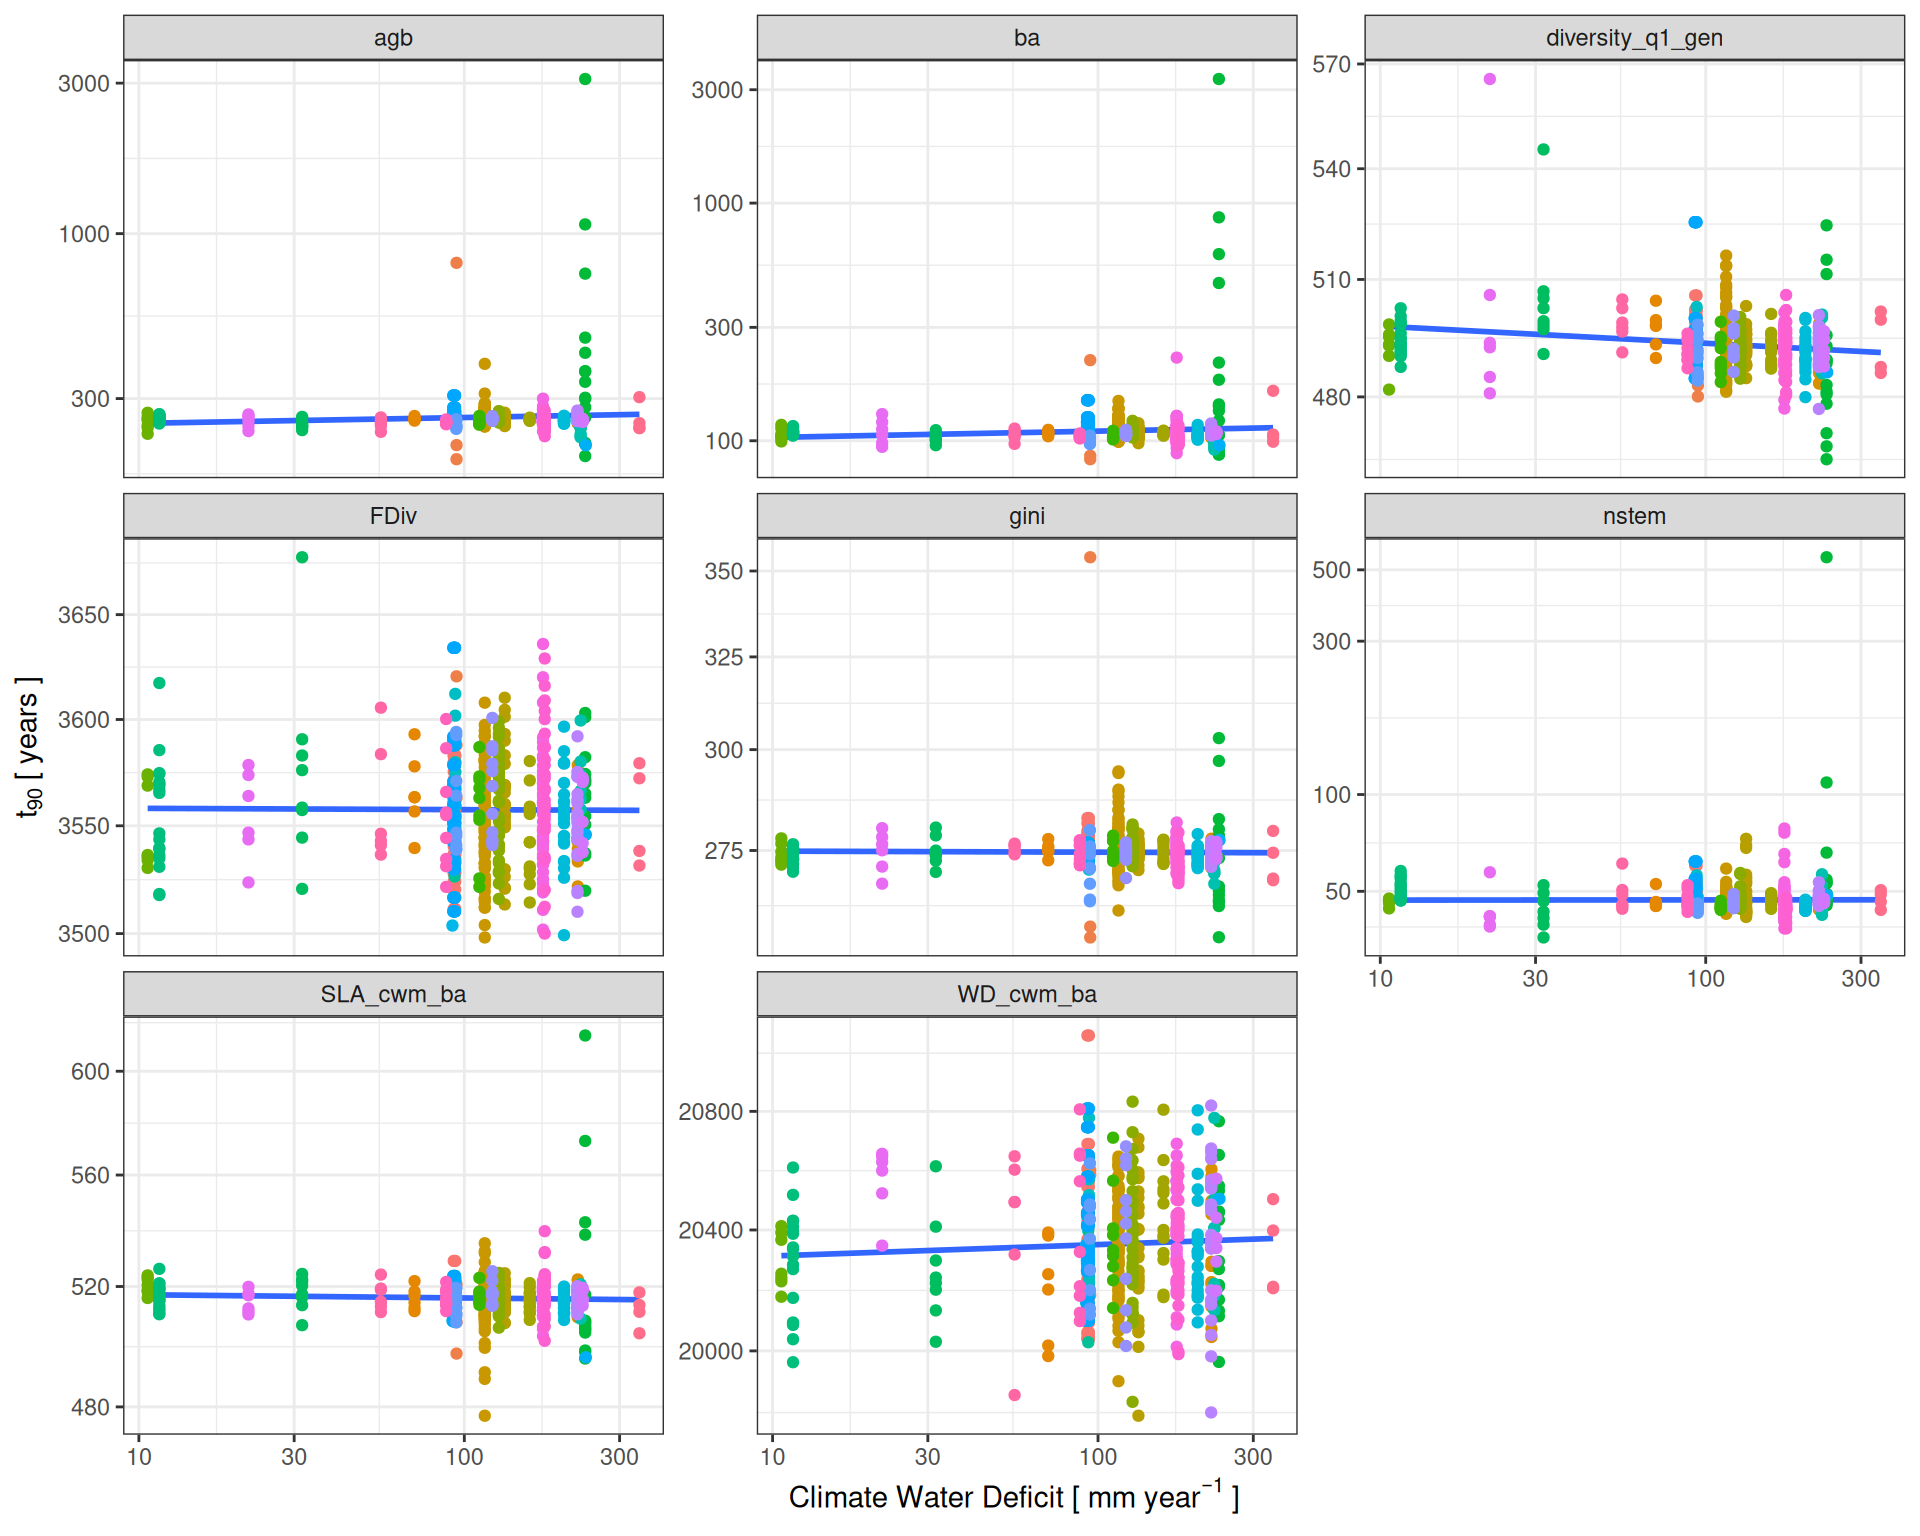 agb
ba
diversity_q1_gen
3000
1000
300
3000
1000
300
100
570
540
510
480
FDiv
gini
nstem
3650
3600
3550
3500
350
325
300
275
500
300
100
50
10 30 100 300
SLA_cwm_ba
WD_cwm_ba
600
560
520
480
20800
20400
20000
10 30 100 300
10 30 100 300
t90 [ years ]
Climate Water Deficit [ mm year−1 ]